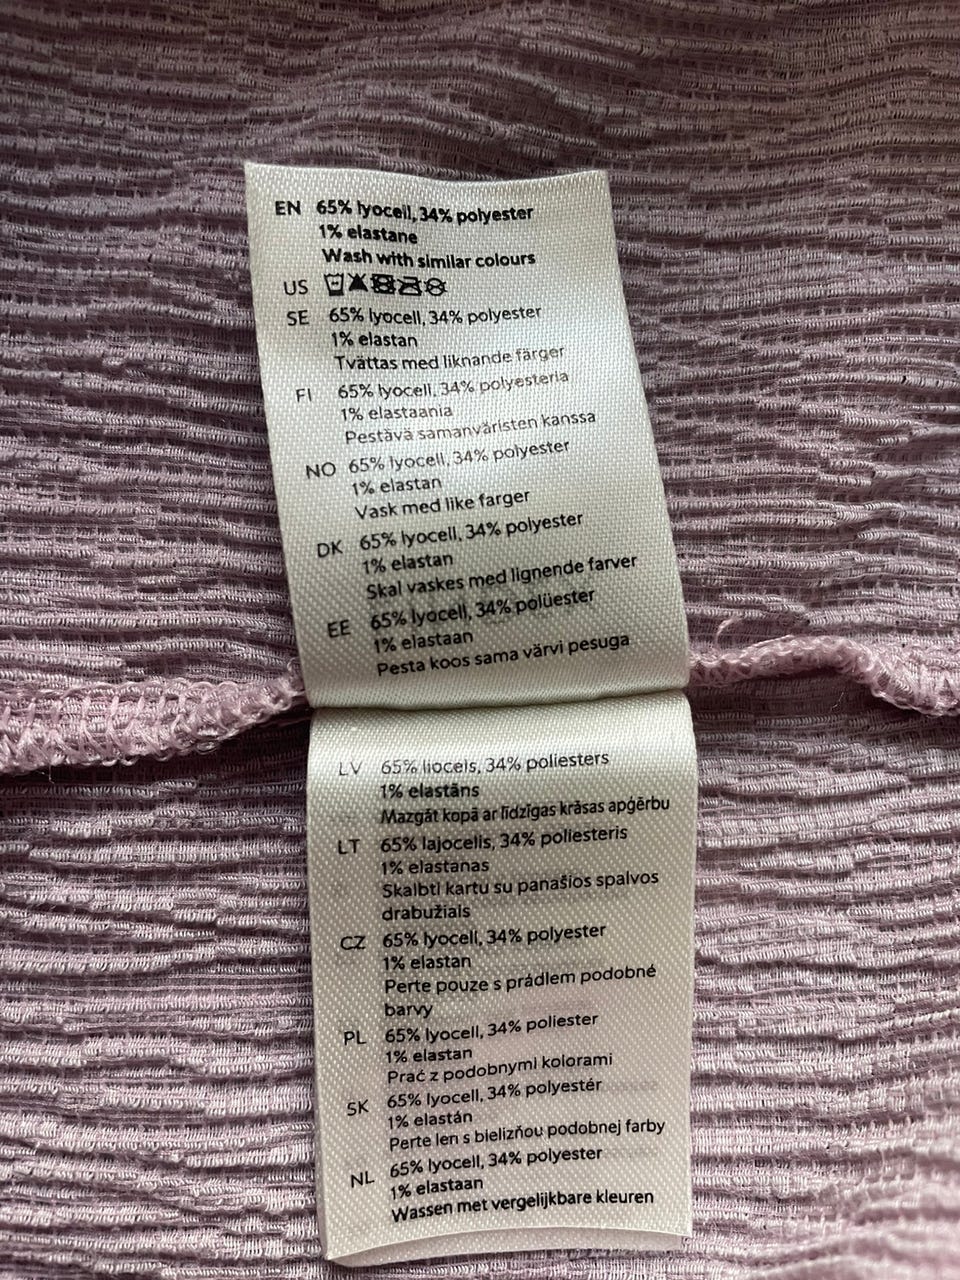 EN 65% lyocell, 34% polyester
1% elastane
Wash with similar colours
US
SE 65% lyocell, 34% polyester
1% elastan
Tvättas med liknande färger
FI 65% lyocell, 34% polyesteria
1% elastaania
Pestävä samanväristen kanssa
NO 65% lyocell, 34% polyester
1% elastan
Vask med like farger
DK 65% lyocell, 34% polyester
1% elastan
Skal vaskes med lignende farver
EE 65% lyocell, 34% polüester
1% elastaan
Pesta koos sama värvi pesuga
LV 65% liocels, 34% poliesters
1% elastāns
Mazgāt kopā ar līdzīgas krāsas apģērbu
LT 65% lajocelis, 34% poliesteris
1% elastanas
Skalbti kartu su panašios spalvos
drabužiais
CZ 65% lyocell, 34% polyester
1% elastan
Perte pouze s prádlem podobné
barvy
PL 65% lyocell, 34% poliester
1% elastan
Prać z podobnymi kolorami
SK 65% lyocell, 34% polyestér
1% elastán
Perte len s bielizňou podobnej farby
NL 65% lyocell, 34% polyester
1% elastaan
Wassen met vergelijkbare kleuren